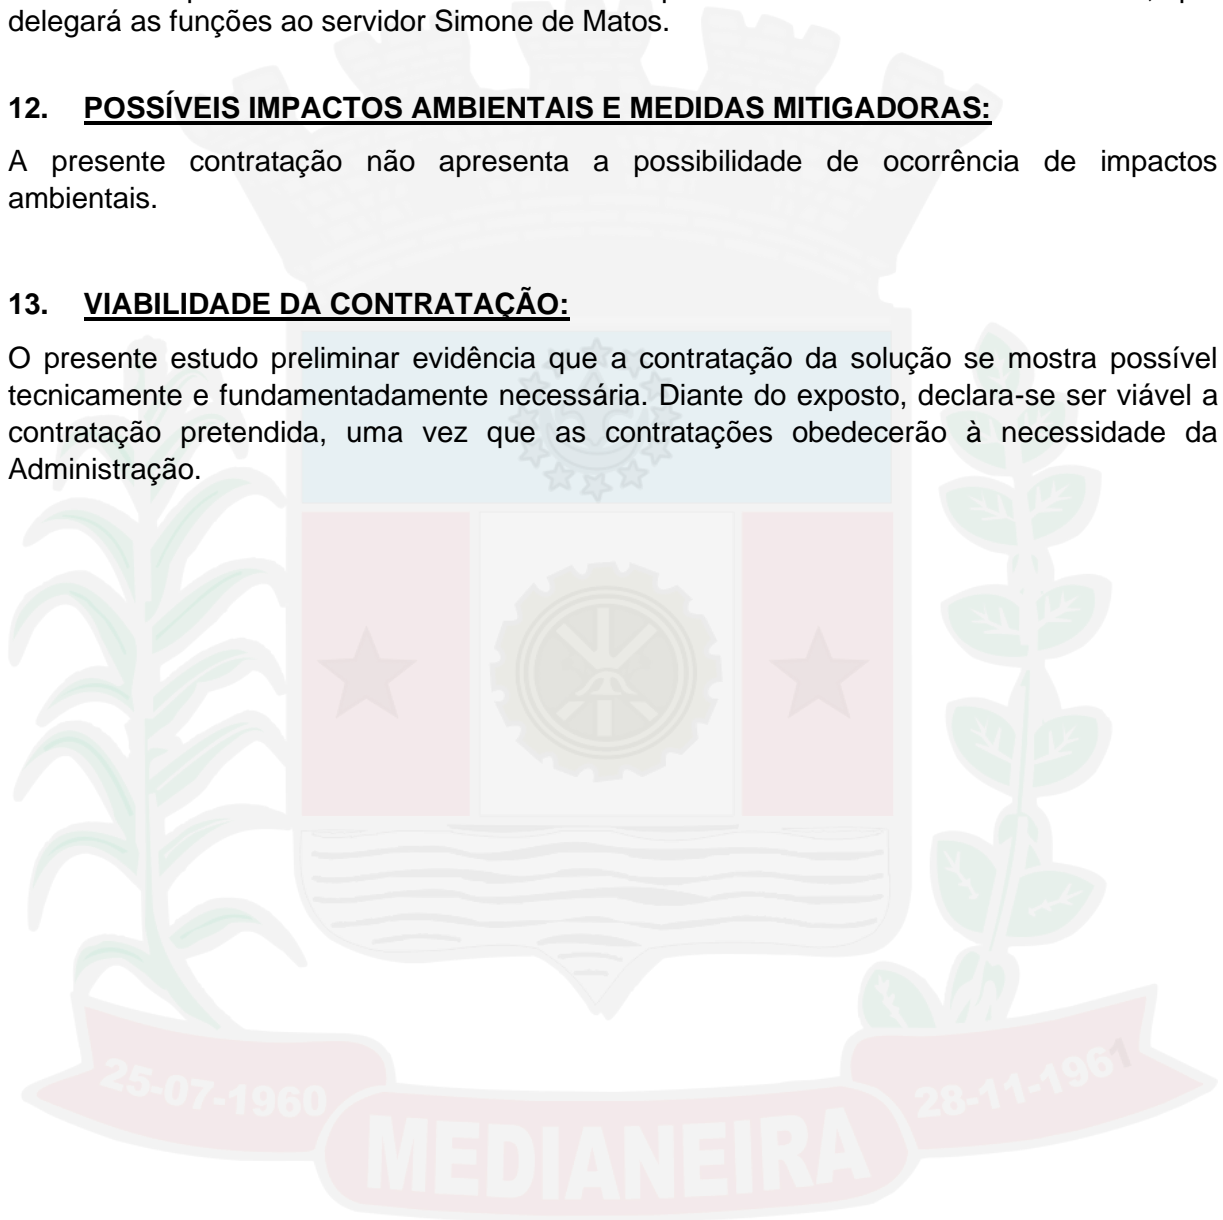 delegará as funções ao servidor Simone de Matos.
12. POSSÍVEIS IMPACTOS AMBIENTAIS E MEDIDAS MITIGADORAS:
A presente contratação não apresenta a possibilidade de ocorrência de impactos
ambientais.
13. VIABILIDADE DA CONTRATAÇÃO:
O presente estudo preliminar evidência que a contratação da solução se mostra possível
tecnicamente e fundamentadamente necessária. Diante do exposto, declara-se ser viável a
contratação pretendida, uma vez que as contratações obedecerão à necessidade da
Administração.
25-07-1960
MEDIANEIRA
28-11-1961